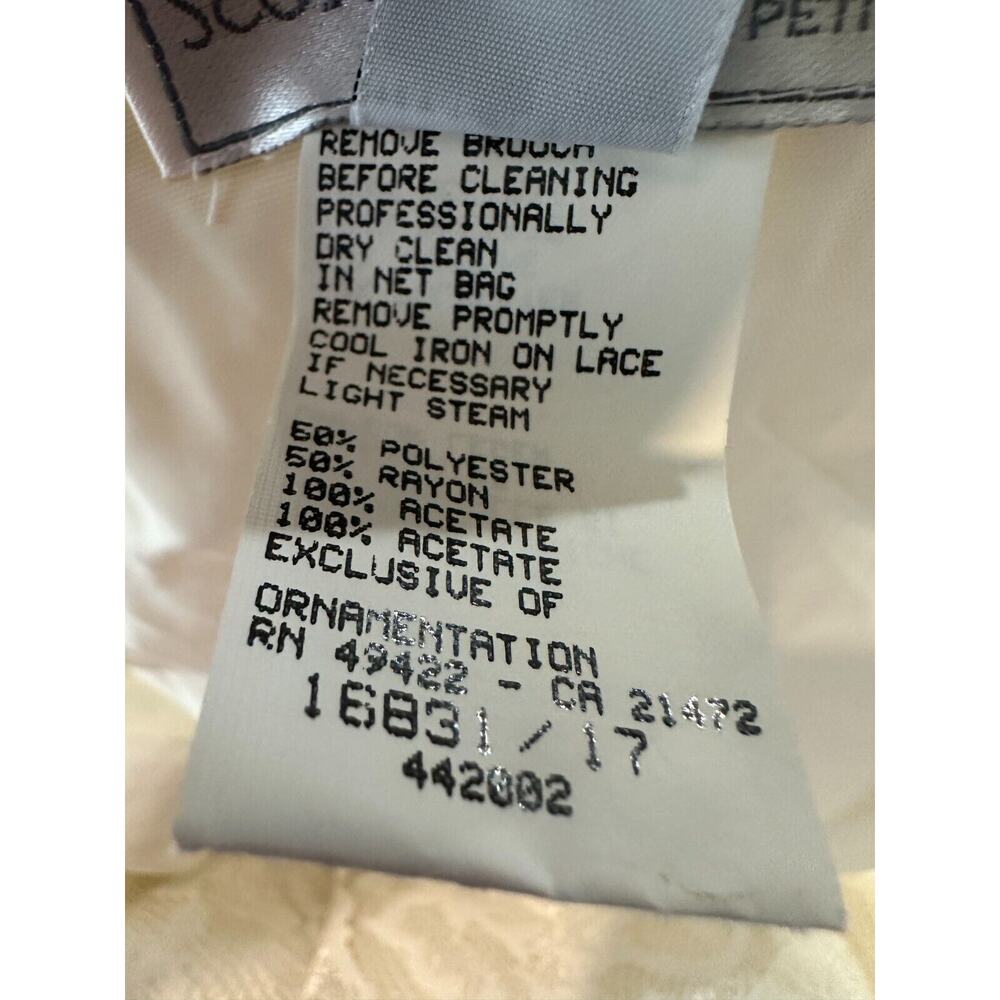 REMOVE BROOCH
BEFORE CLEANING
PROFESSIONALLY
DRY CLEAN
IN NET BAG
REMOVE PROMPTLY
COOL IRON ON LACE
IF NECESSARY
LIGHT STEAM
50% POLYESTER
50% RAYON
100% ACETATE
100% ACETATE
EXCLUSIVE OF
ORNAMENTATION
RN 49422 - CA 21472
16831/17
442002